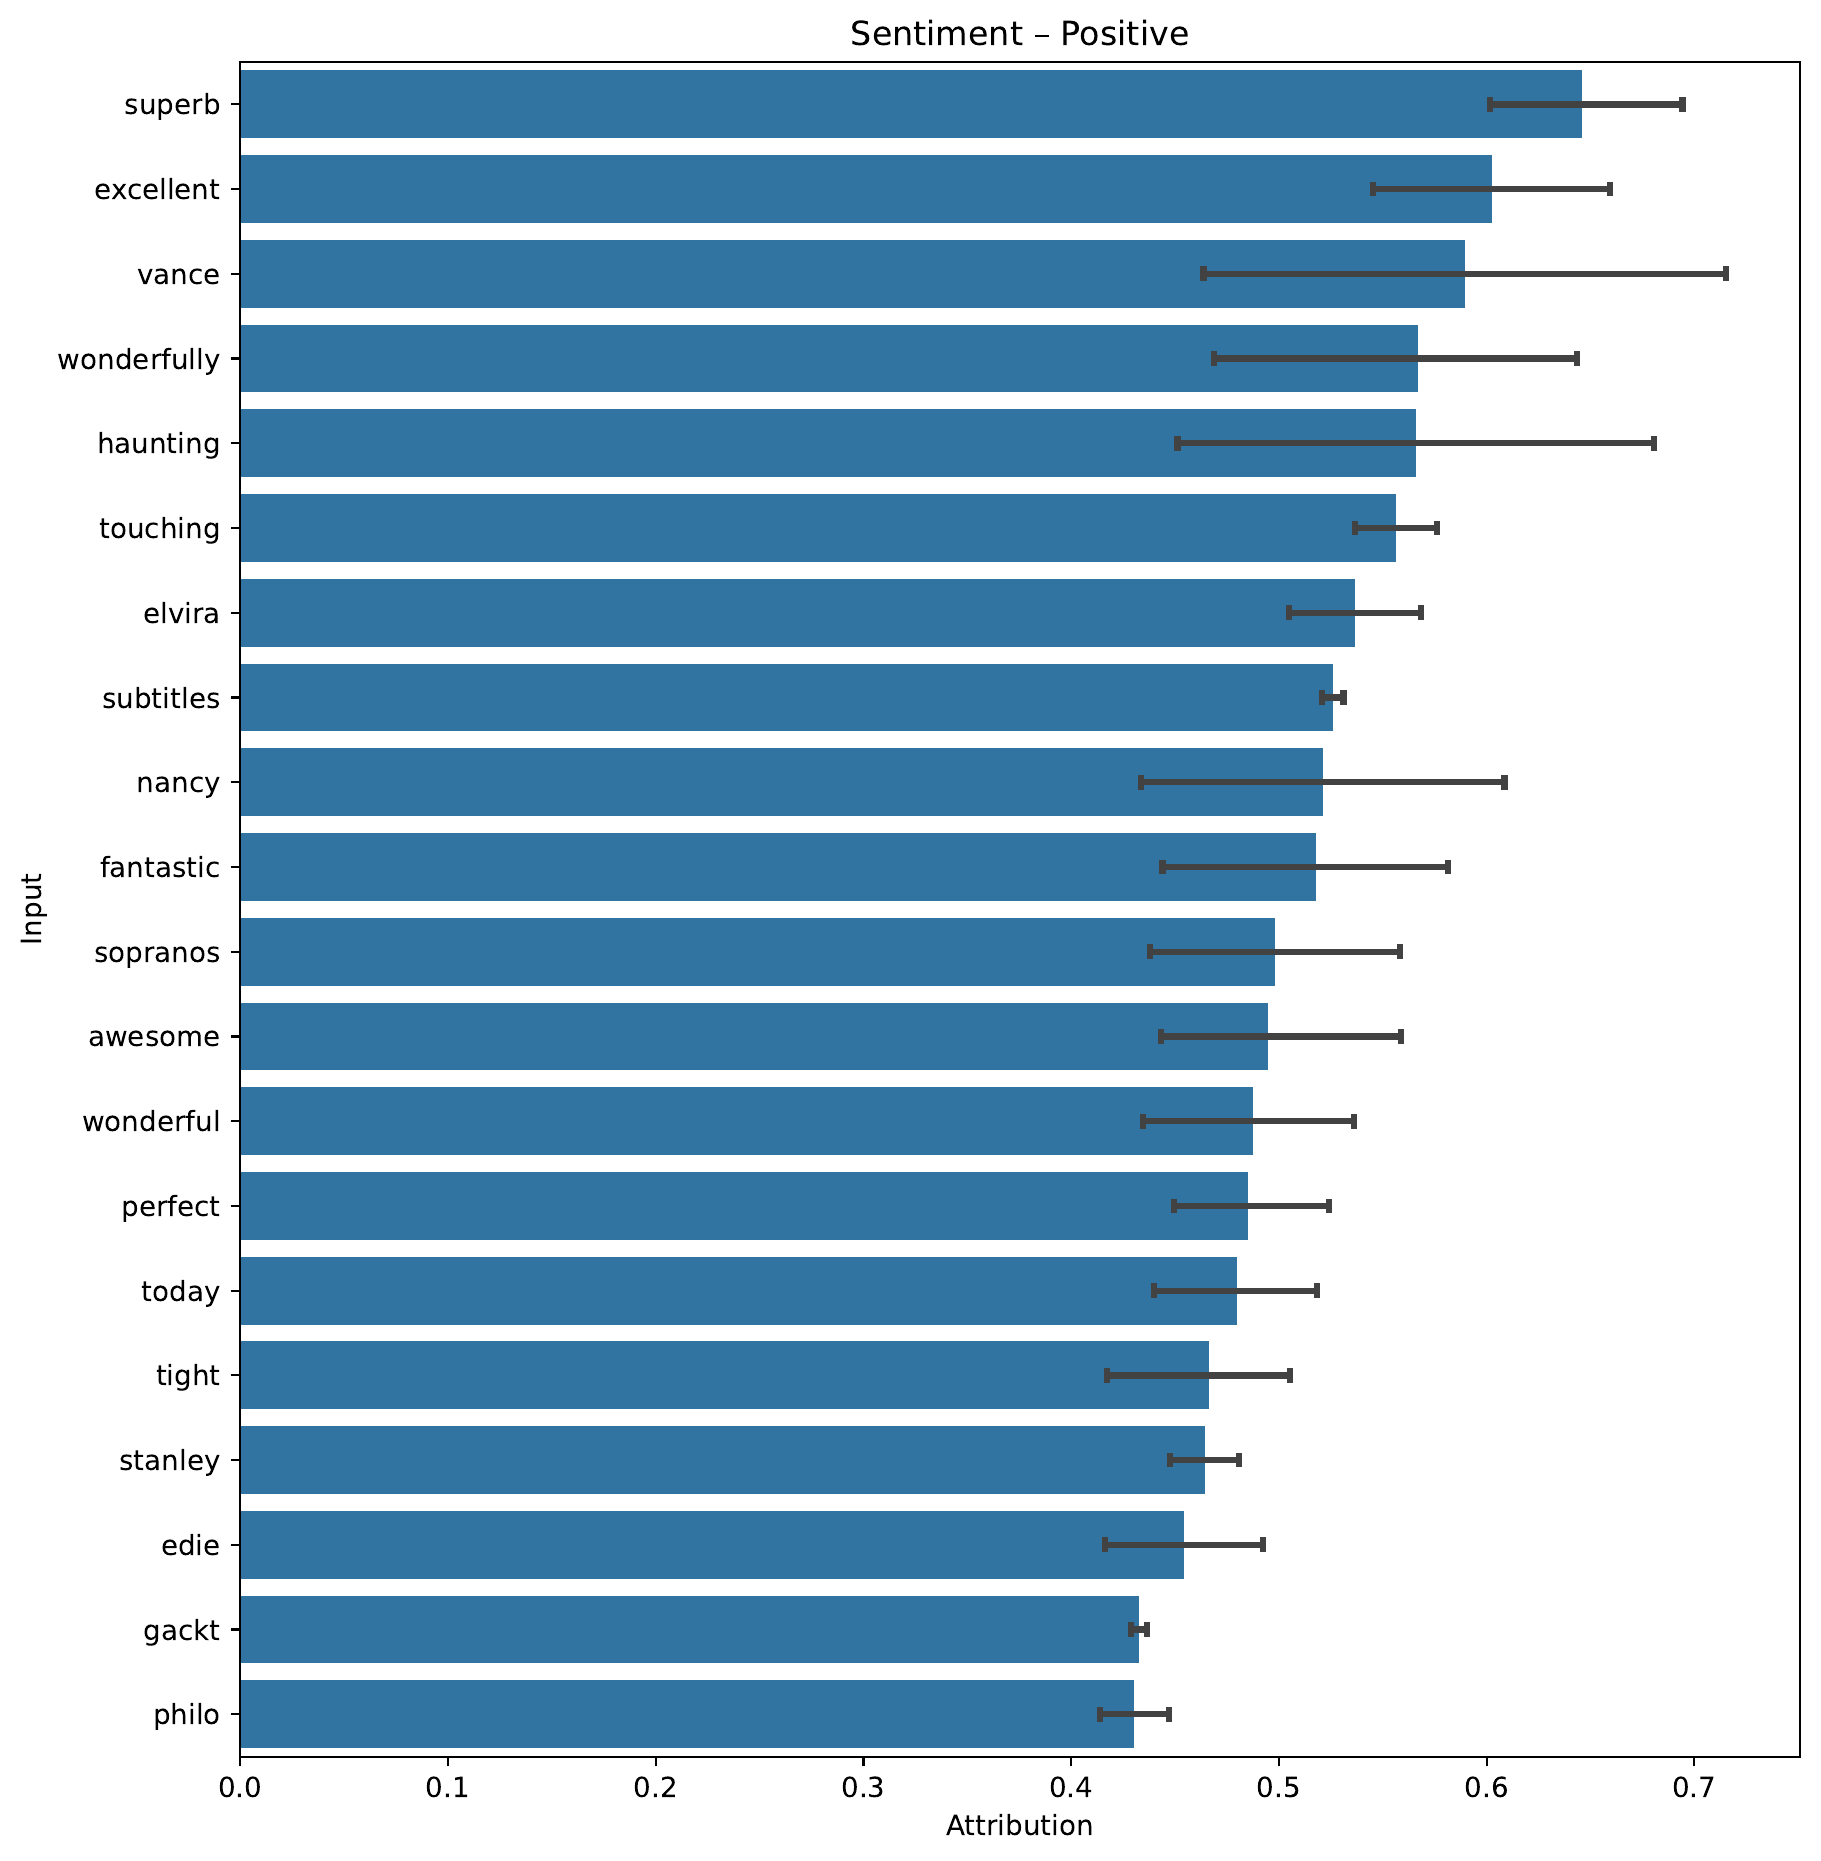 Sentiment – Positive
superb
excellent
vance
wonderfully
haunting
touching
elvira
subtitles
nancy
fantastic
sopranos
awesome
wonderful
perfect
today
tight
stanley
edie
gackt
philo
Input
0.0 0.1 0.2 0.3 0.4 0.5 0.6 0.7
Attribution